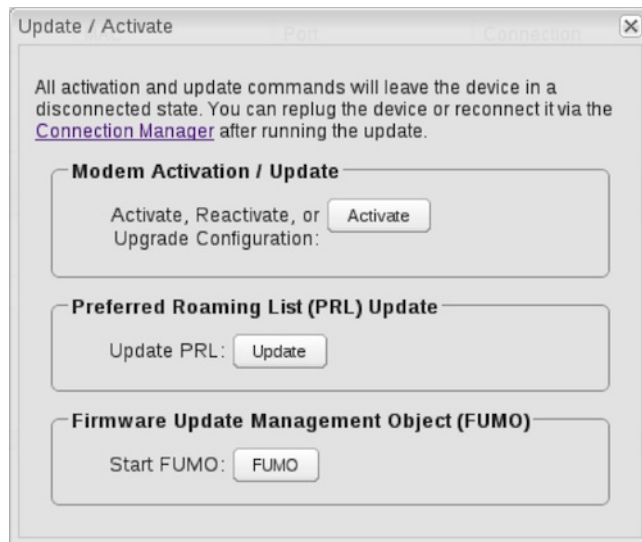 Update / Activate
MAC Port Connection
All activation and update commands will leave the device in a
disconnected state. You can replug the device or reconnect it via the
Connection Manager after running the update.
Modem Activation / Update
Activate, Reactivate, or
Upgrade Configuration:
Activate
Preferred Roaming List (PRL) Update
Update PRL: Update
Firmware Update Management Object (FUMO)
Start FUMO: FUMO